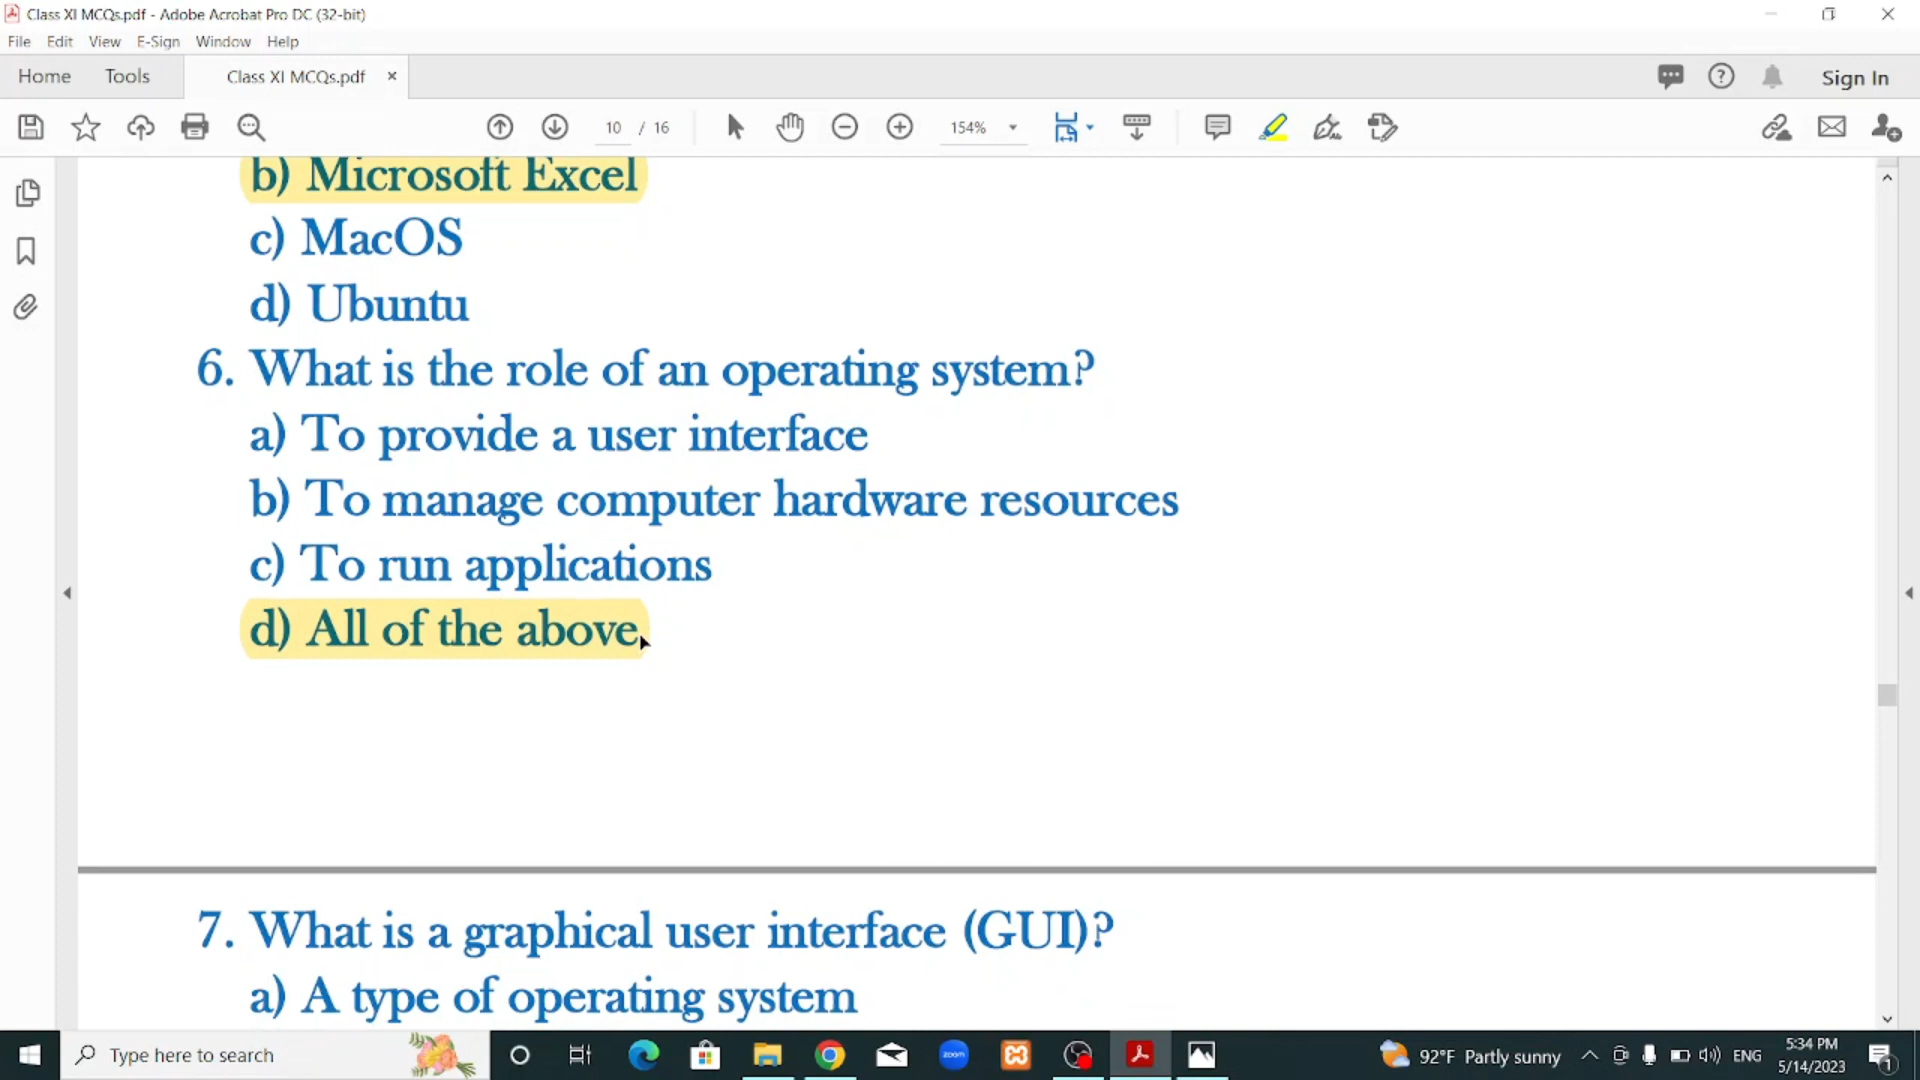 Class XI MCQs.pdf - Adobe Acrobat Pro DC (32-bit)
File Edit View E-Sign Window Help
Home Tools Class XI MCQs.pdf × Sign In
10 / 16 154%
b) Microsoft Excel
c) MacOS
d) Ubuntu
6. What is the role of an operating system?
a) To provide a user interface
b) To manage computer hardware resources
c) To run applications
d) All of the above
7. What is a graphical user interface (GUI)?
a) A type of operating system
Type here to search zoom 92°F Partly sunny ENG 5:34 PM
5/14/2023 1